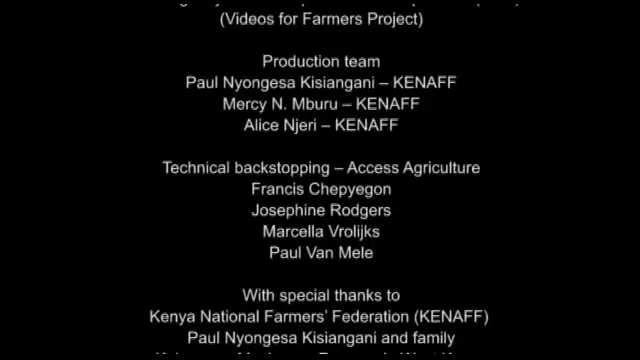 (Videos for Farmers Project)
Production team
Paul Nyongesa Kisiangani – KENAFF
Mercy N. Mburu – KENAFF
Alice Njeri – KENAFF
Technical backstopping – Access Agriculture
Francis Chepyegon
Josephine Rodgers
Marcella Vrolijks
Paul Van Mele
With special thanks to
Kenya National Farmers' Federation (KENAFF)
Paul Nyongesa Kisiangani and family